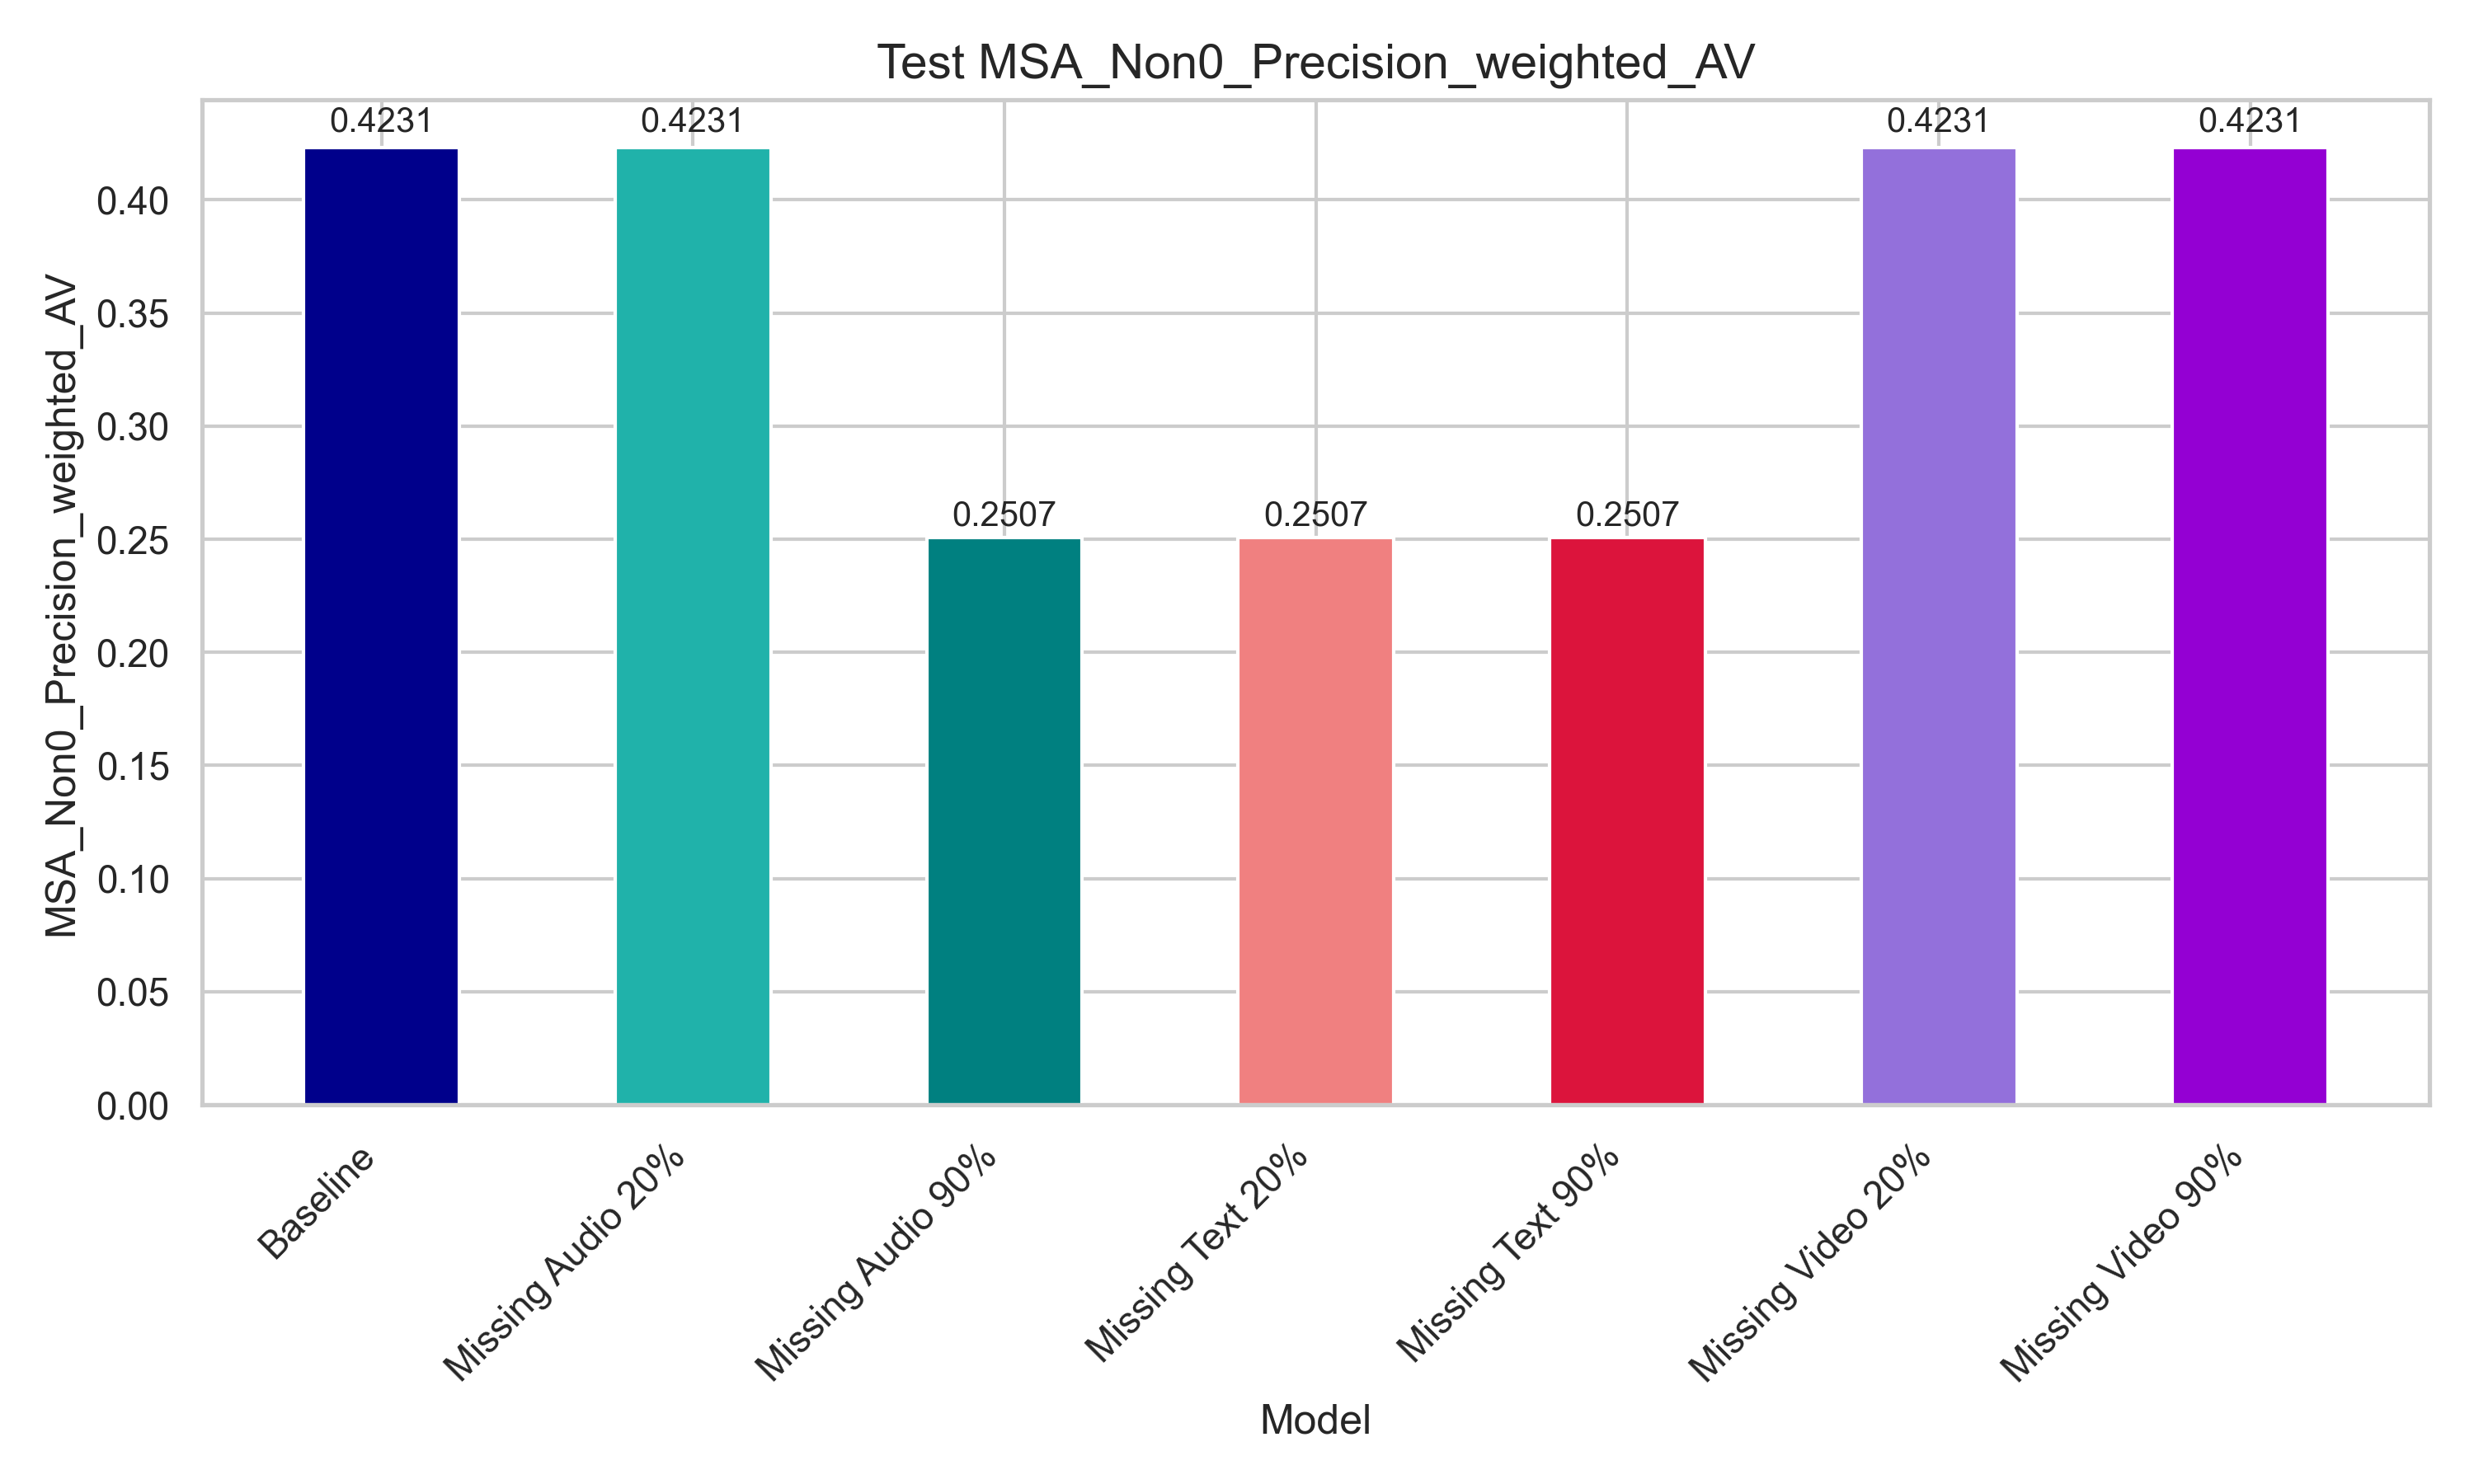 Test MSA_Non0_Precision_weighted_AV
MSA_Non0_Precision_weighted_AV
0.40
0.35
0.30
0.25
0.20
0.15
0.10
0.05
0.00
0.4231
0.4231
0.2507
0.2507
0.2507
0.4231
0.4231
Baseline
Missing Audio 20%
Missing Audio 90%
Missing Text 20%
Missing Text 90%
Missing Video 20%
Missing Video 90%
Model